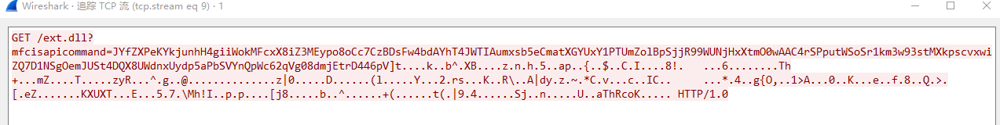 Wireshark · 追踪 TCP 流 (tcp.stream eq 9) · 1
GET /ext.dll?
mfcisapicommand=JYfZXPeKYkjunhH4giiWokMFcxX8iZ3MEypo8oCc7CzBDsFw4bdAYhT4JWTIAumxsb5eCmatXGYUxY1PTUmZolBpSjjR99WUNjHxXtmO0wAAC4rSPputWSoSr1km3w93stMXkpscvxwi
ZQ7D1NSgOemJUSt4DQX8UWdnxUydp5aPbSVYnQpWc62qVg08dmjEtrD446pV]t....k..b^.XB....z.n.h.5..ap..{..$..C.I....8!.   ...6........Th
+...mZ....T.....zyR...^.g..@.............z|0.....D......(l.....Y...2.rs...K..R\..A|dy.z.~.*C.v...c..IC..     ...*.4..g{O,..1>A...0..K...e..f.8..Q.>.
[.eZ.......KXUXT...E...5.7.\Mh!I..p.p....[j8.....b..^......+(......t(.|9.4......Sj..n.....U..aThRcoK..... HTTP/1.0